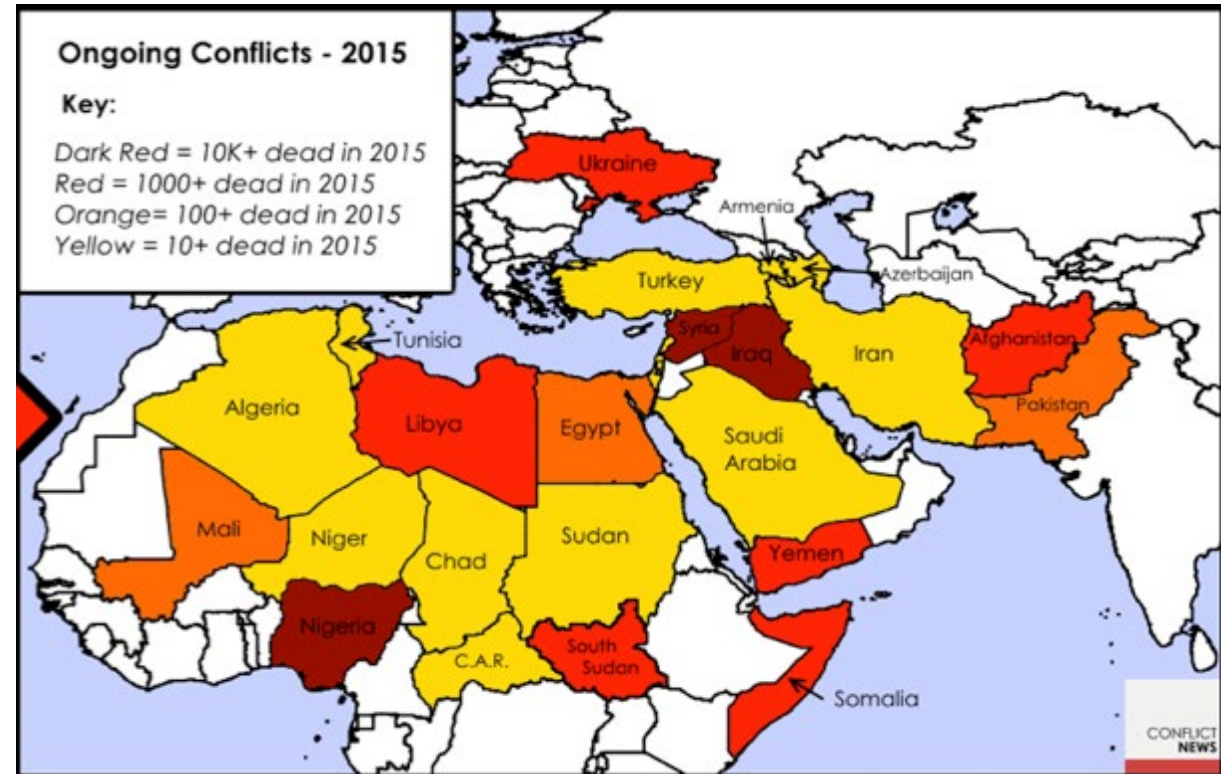 Ongoing Conflicts - 2015
Key:
Dark Red = 10K+ dead in 2015
Red = 1000+ dead in 2015
Orange= 100+ dead in 2015
Yellow = 10+ dead in 2015
Ukraine
Armenia
Azerbaijan
Turkey
Tunisia
Syria
Iraq
Iran
Afghanistan
Pakistan
Algeria
Libya
Egypt
Saudi
Arabia
Mali
Niger
Chad
Sudan
Yemen
Nigeria
C.A.R.
South
Sudan
Somalia
CONFLICT
NEWS